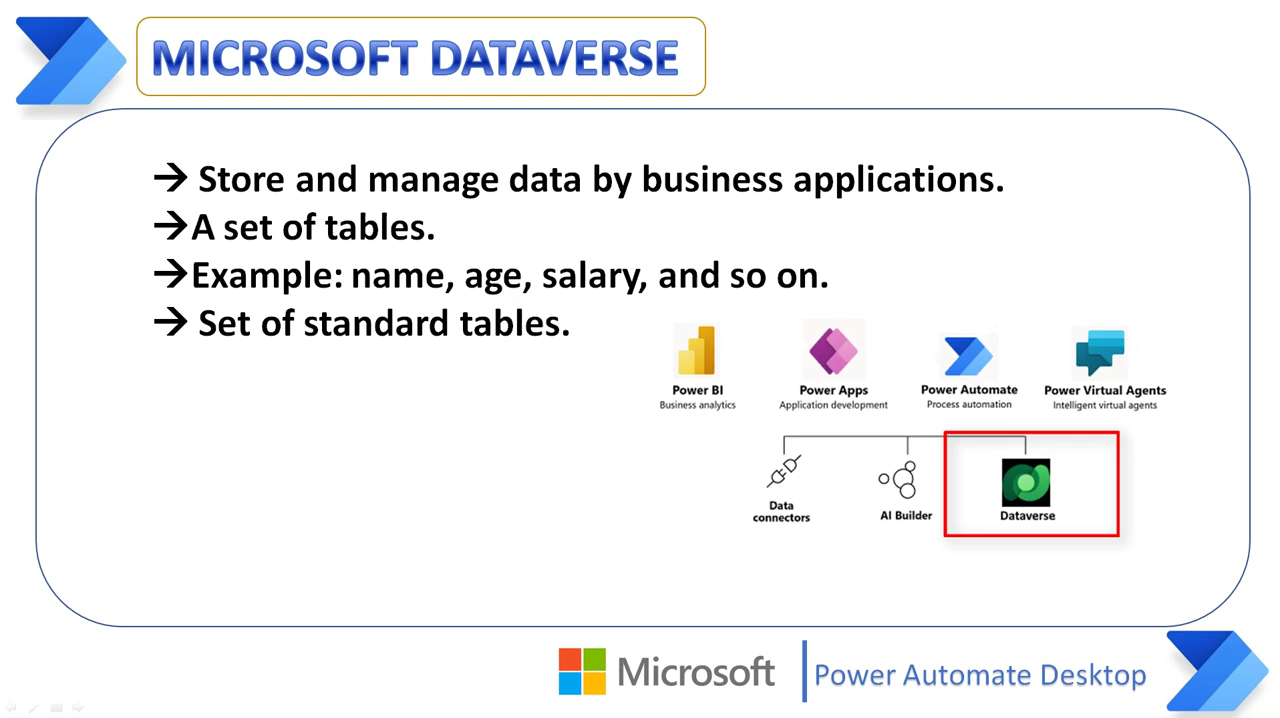 MICROSOFT DATAVERSE
→ Store and manage data by business applications.
→A set of tables.
→Example: name, age, salary, and so on.
→ Set of standard tables.
Power BI
Business analytics
Power Apps
Application development
Power Automate
Process automation
Power Virtual Agents
Intelligent virtual agents
Data
connectors
AI Builder
Dataverse
Microsoft
Power Automate Desktop